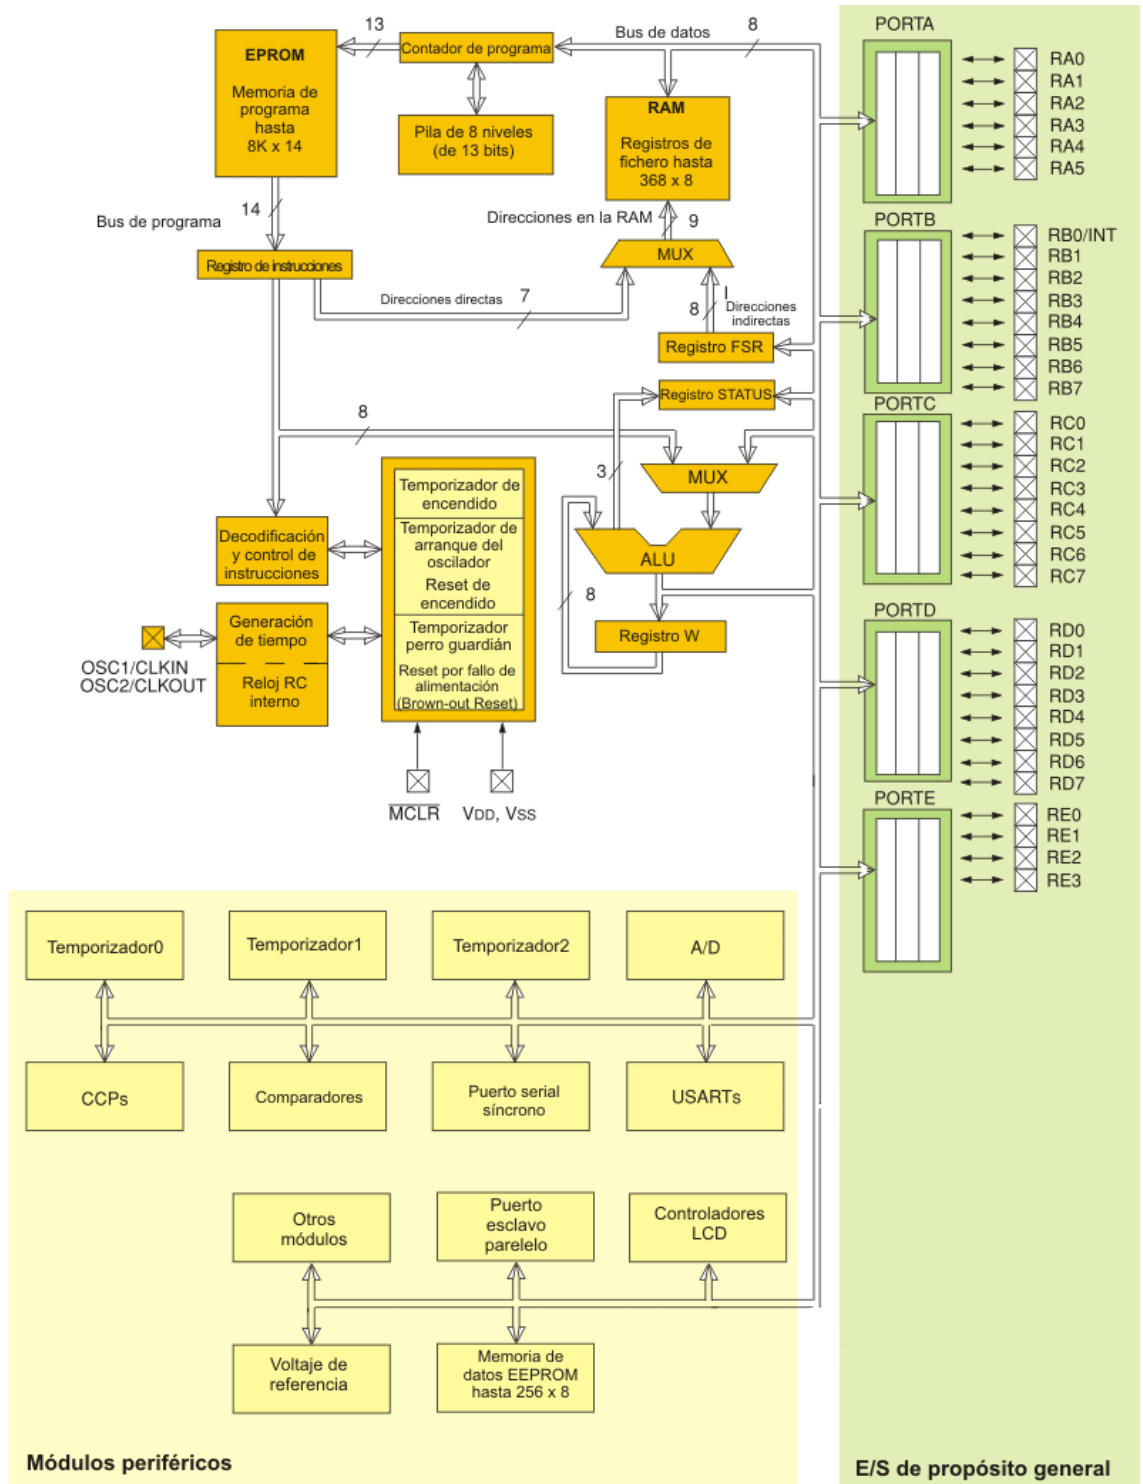 EPROM
Memoria de
programa
hasta
8K x 14
13
Contador de programa
Bus de datos
8
Pila de 8 niveles
(de 13 bits)
RAM
Registros de
fichero hasta
368 x 8
Bus de programa
14
Direcciones en la RAM
9
MUX
Registro de instrucciones
Direcciones directas
7
8
Direcciones
indirectas
Registro FSR
Registro STATUS
8
3
MUX
ALU
8
Registro W
Decodificación
y control de
instrucciones
Generación
de tiempo
Reloj RC
interno
OSC1/CLKIN
OSC2/CLKOUT
Temporizador de
encendido
Temporizador de
arranque del
oscilador
Reset de
encendido
Temporizador
perro guardián
Reset por fallo de
alimentación
(Brown-out Reset)
MCLR
VDD, VSS
PORTA
RA0
RA1
RA2
RA3
RA4
RA5
PORTB
RB0/INT
RB1
RB2
RB3
RB4
RB5
RB6
RB7
PORTC
RC0
RC1
RC2
RC3
RC4
RC5
RC6
RC7
PORTD
RD0
RD1
RD2
RD3
RD4
RD5
RD6
RD7
PORTE
RE0
RE1
RE2
RE3
Temporizador0
Temporizador1
Temporizador2
A/D
CCPs
Comparadores
Puerto serial
síncrono
USARTs
Otros
módulos
Puerto
esclavo
parelelo
Controladores
LCD
Voltaje de
referencia
Memoria de
datos EEPROM
hasta 256 x 8
Módulos periféricos
E/S de propósito general